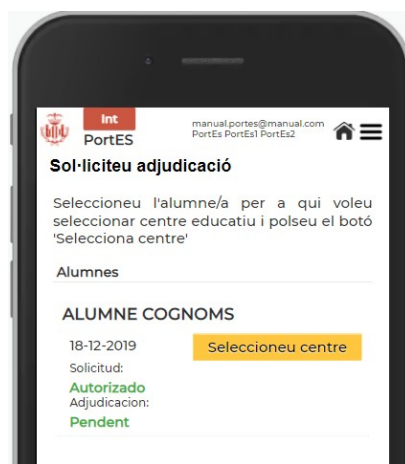 Int
PortES
manual.portes@manual.com
PortEs PortEs1 PortEs2
Sol·liciteu adjudicació
Seleccioneu l'alumne/a per a qui voleu
seleccionar centre educatiu i polseu el botó
'Selecciona centre'
Alumnes
ALUMNE COGNOMS
18-12-2019
Seleccioneu centre
Solicitud:
Autorizado
Adjudicacion:
Pendent